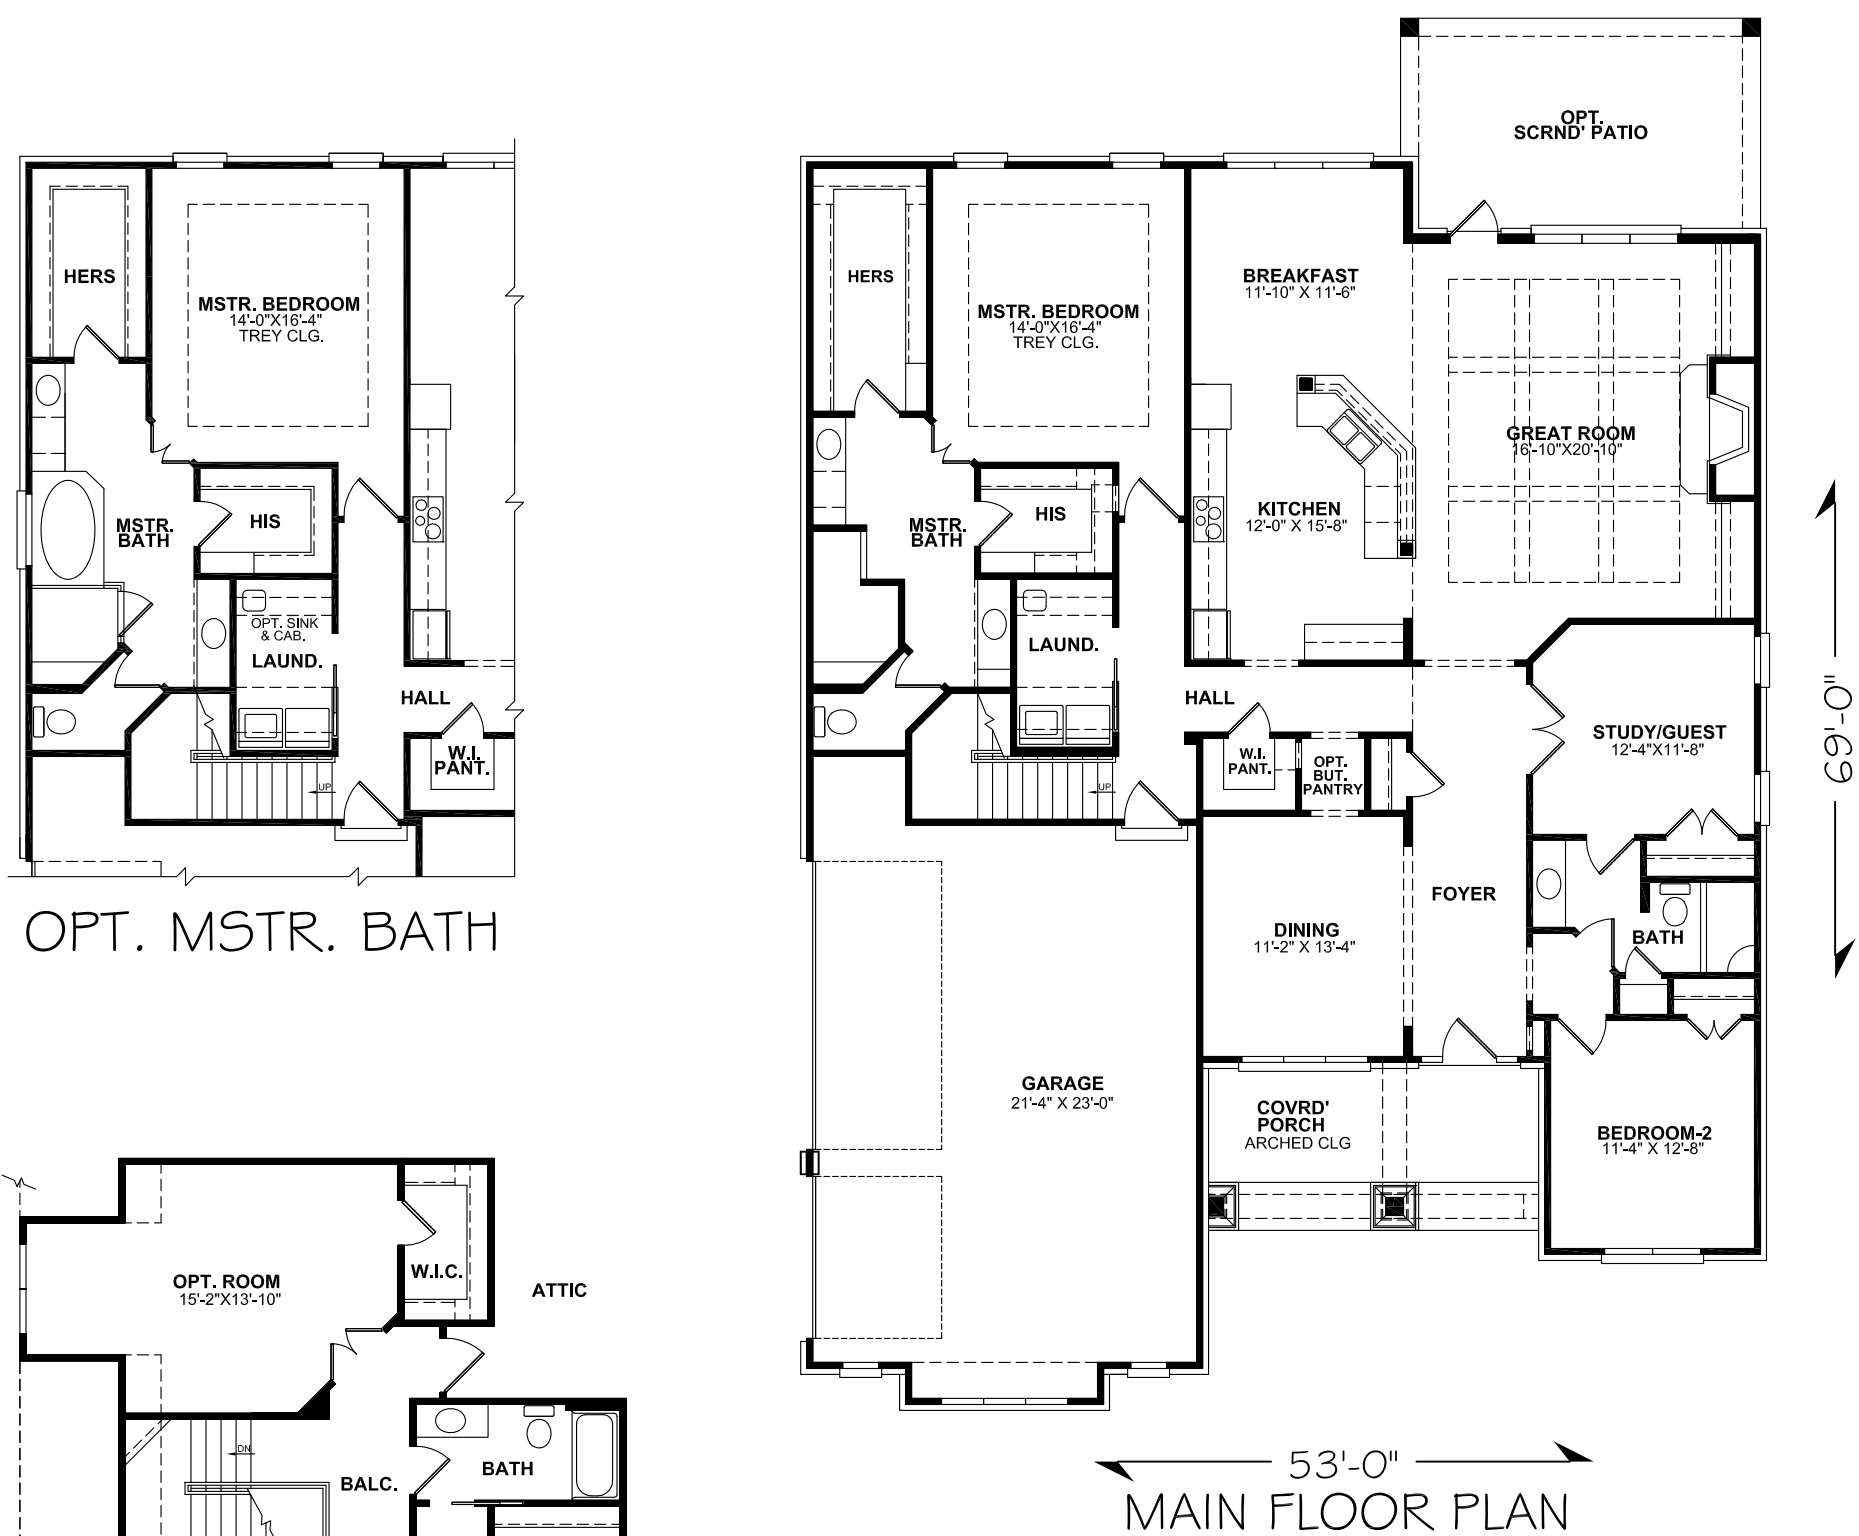 HERS
MSTR. BEDROOM
14'-0"X16'-4"
TREY CLG.
MSTR.
BATH
HIS
OPT. SINK
& CAB.
LAUND.
HALL
W.I.
PANT.
UP
OPT. MSTR. BATH
OPT. ROOM
15'-2"X13'-10"
W.I.C.
ATTIC
DN
BALC.
BATH
OPT.
SCRND' PATIO
HERS
MSTR. BEDROOM
14'-0"X16'-4"
TREY CLG.
BREAKFAST
11'-10" X 11'-6"
GREAT ROOM
16'-10"X20'-10"
KITCHEN
12'-0" X 15'-8"
MSTR.
BATH
HIS
LAUND.
HALL
W.I.
PANT.
OPT.
BUT.
PANTRY
UP
STUDY/GUEST
12'-4"X11'-8"
FOYER
DINING
11'-2" X 13'-4"
BATH
GARAGE
21'-4" X 23'-0"
COVRD'
PORCH
ARCHED CLG
BEDROOM-2
11'-4" X 12'-8"
69'-0"
53'-0"
MAIN FLOOR PLAN